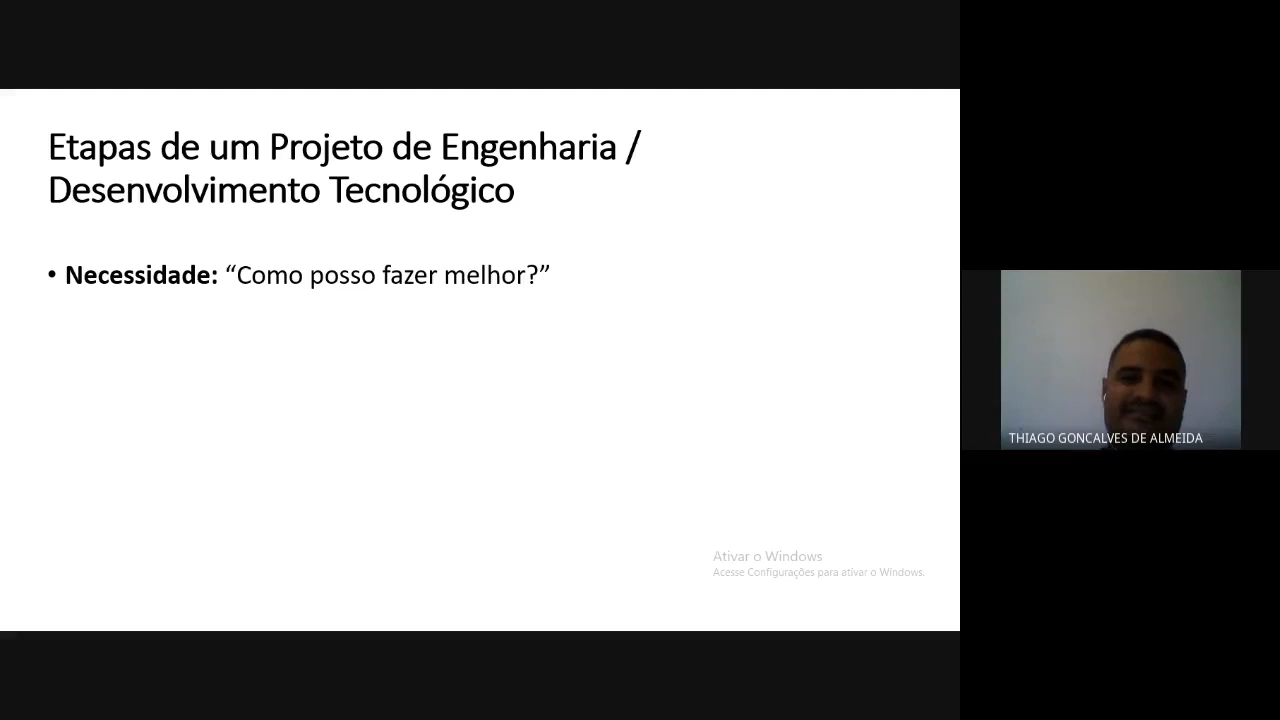 Etapas de um Projeto de Engenharia /
Desenvolvimento Tecnológico
• Necessidade: “Como posso fazer melhor?”
THIAGO GONCALVES DE ALMEIDA
Ativar o Windows
Acesse Configurações para ativar o Windows.